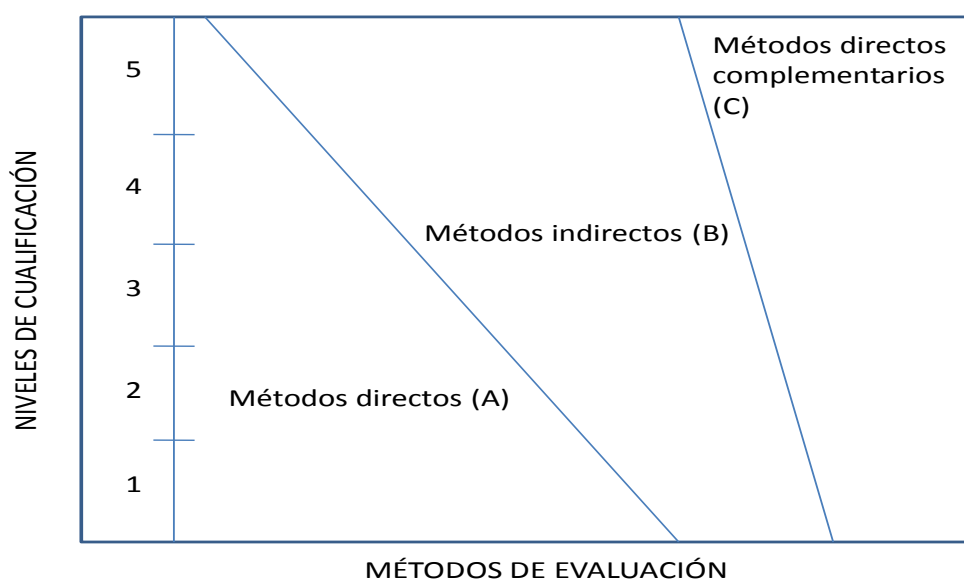 NIVELES DE CUALIFICACIÓN
5
4
3
2
1
Métodos directos
complementarios
(C)
Métodos indirectos (B)
Métodos directos (A)
MÉTODOS DE EVALUACIÓN